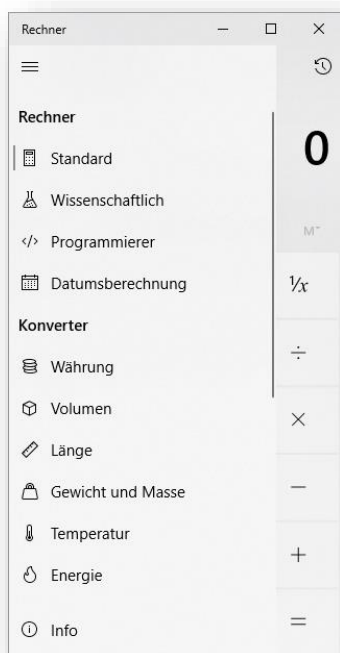 Rechner
Rechner
0
Standard
Wissenschaftlich
M˅
</> Programmierer
Datumsberechnung
¹/x
Konverter
÷
Währung
Volumen
×
Länge
Gewicht und Masse
−
Temperatur
+
Energie
=
Info